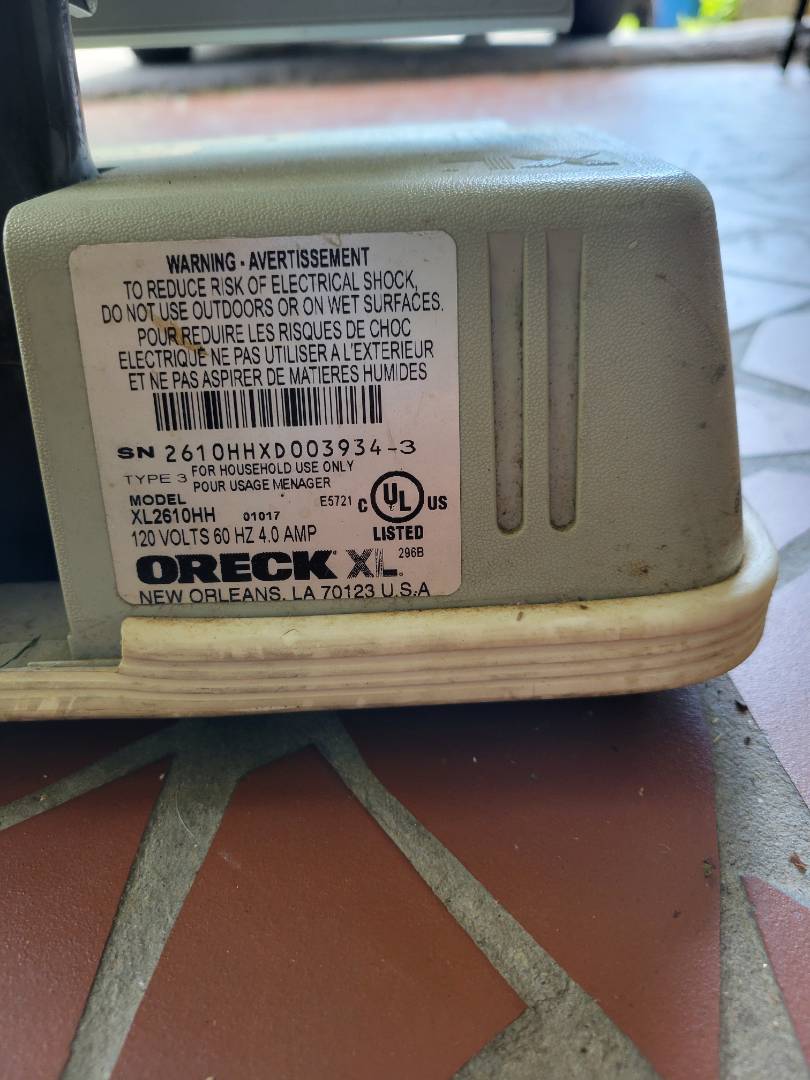 WARNING - AVERTISSEMENT
TO REDUCE RISK OF ELECTRICAL SHOCK,
DO NOT USE OUTDOORS OR ON WET SURFACES.
POUR REDUIRE LES RISQUES DE CHOC
ELECTRIQUE NE PAS UTILISER A L'EXTERIEUR
ET NE PAS ASPIRER DE MATIERES HUMIDES
SN 2610HHXD003934-3
TYPE 3 FOR HOUSEHOLD USE ONLY
POUR USAGE MENAGER
MODEL E5721 C UL US
XL2610HH 01017
120 VOLTS 60 HZ 4.0 AMP LISTED
ORECK XL. 296B
NEW ORLEANS, LA 70123 U.S.A